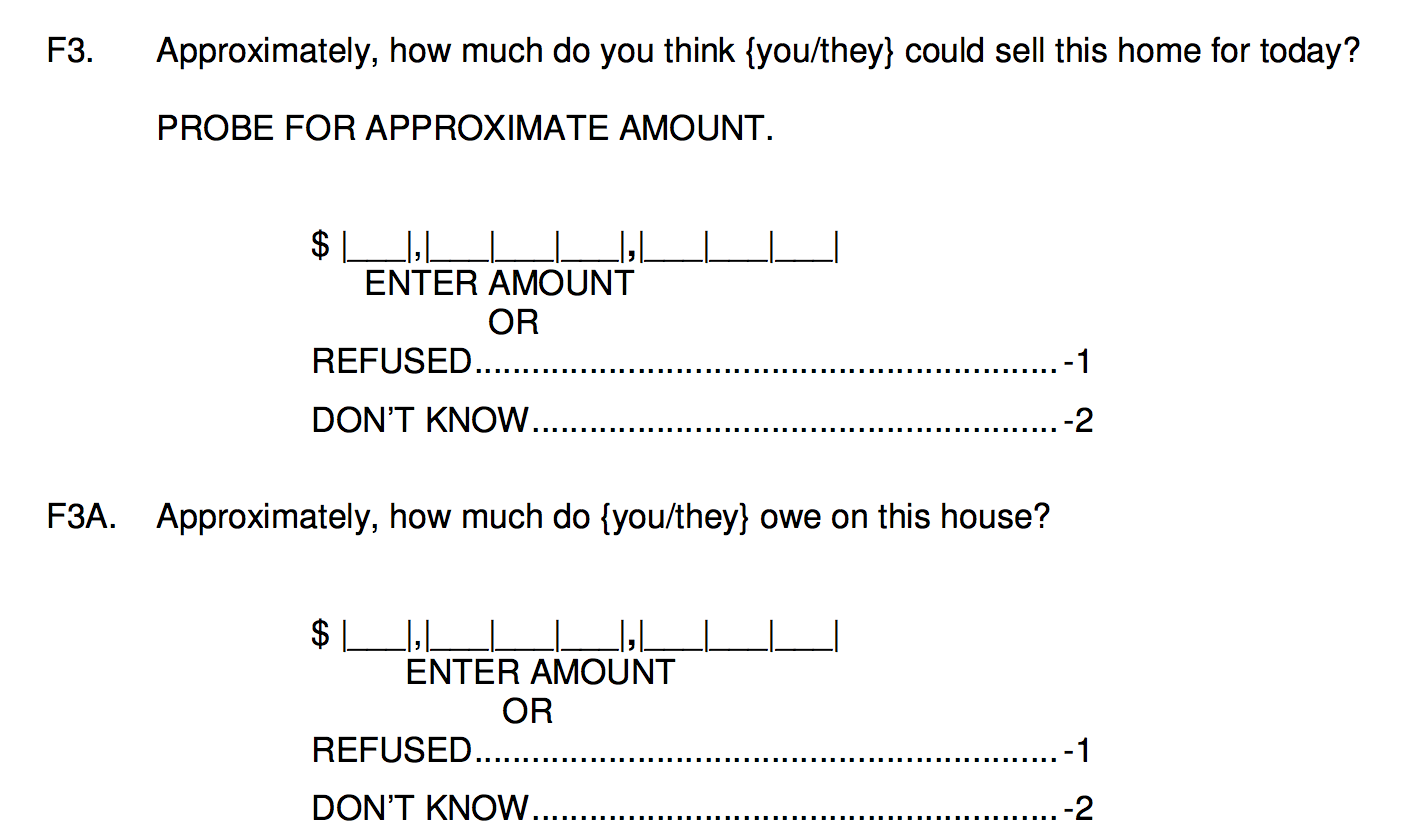 F3. Approximately, how much do you think {you/they} could sell this home for today?
PROBE FOR APPROXIMATE AMOUNT.
$ |___|,|___|___|___|,|___|___|___|
ENTER AMOUNT
OR
REFUSED............................................................. -1
DON'T KNOW....................................................... -2
F3A. Approximately, how much do {you/they} owe on this house?
$ |___|,|___|___|___|,|___|___|___|
ENTER AMOUNT
OR
REFUSED............................................................. -1
DON'T KNOW....................................................... -2